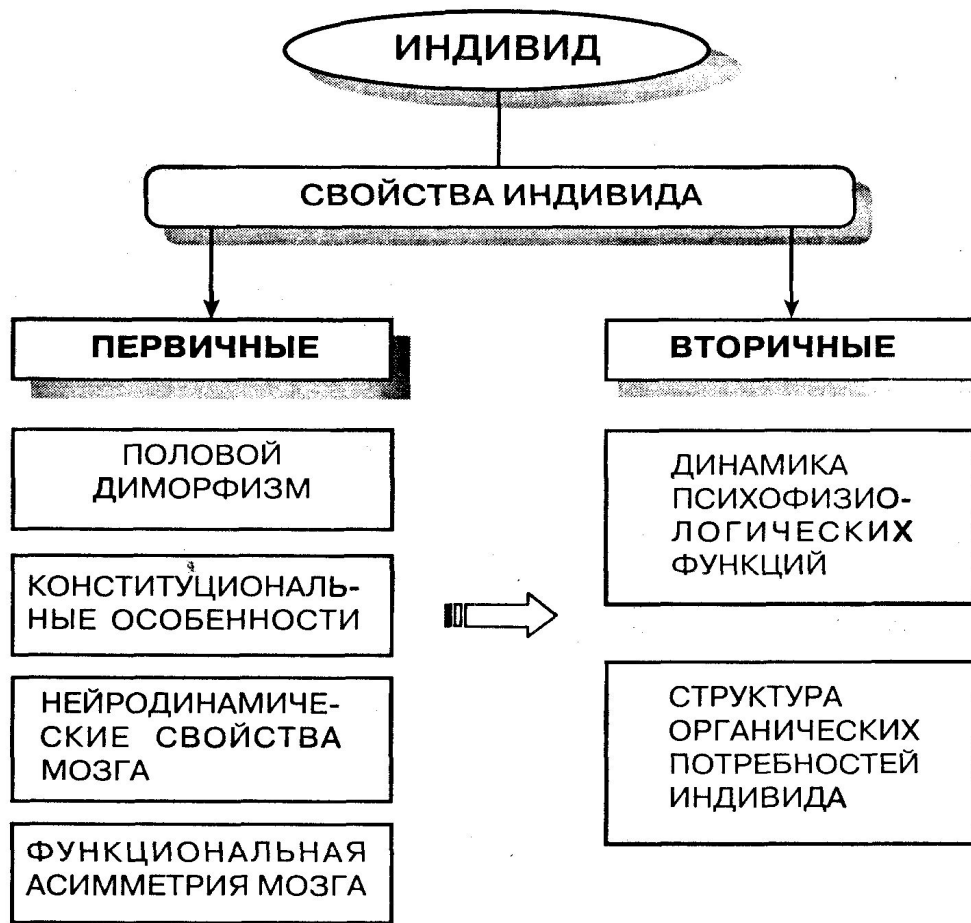 ИНДИВИД
СВОЙСТВА ИНДИВИДА
ПЕРВИЧНЫЕ
ПОЛОВОЙ
ДИМОРФИЗМ
КОНСТИТУЦИОНАЛЬ-
НЫЕ ОСОБЕННОСТИ
НЕЙРОДИНАМИЧЕ-
СКИЕ СВОЙСТВА
МОЗГА
ФУНКЦИОНАЛЬНАЯ
АСИММЕТРИЯ МОЗГА
ВТОРИЧНЫЕ
ДИНАМИКА
ПСИХОФИЗИО-
ЛОГИЧЕСКИХ
ФУНКЦИЙ
СТРУКТУРА
ОРГАНИЧЕСКИХ
ПОТРЕБНОСТЕЙ
ИНДИВИДА